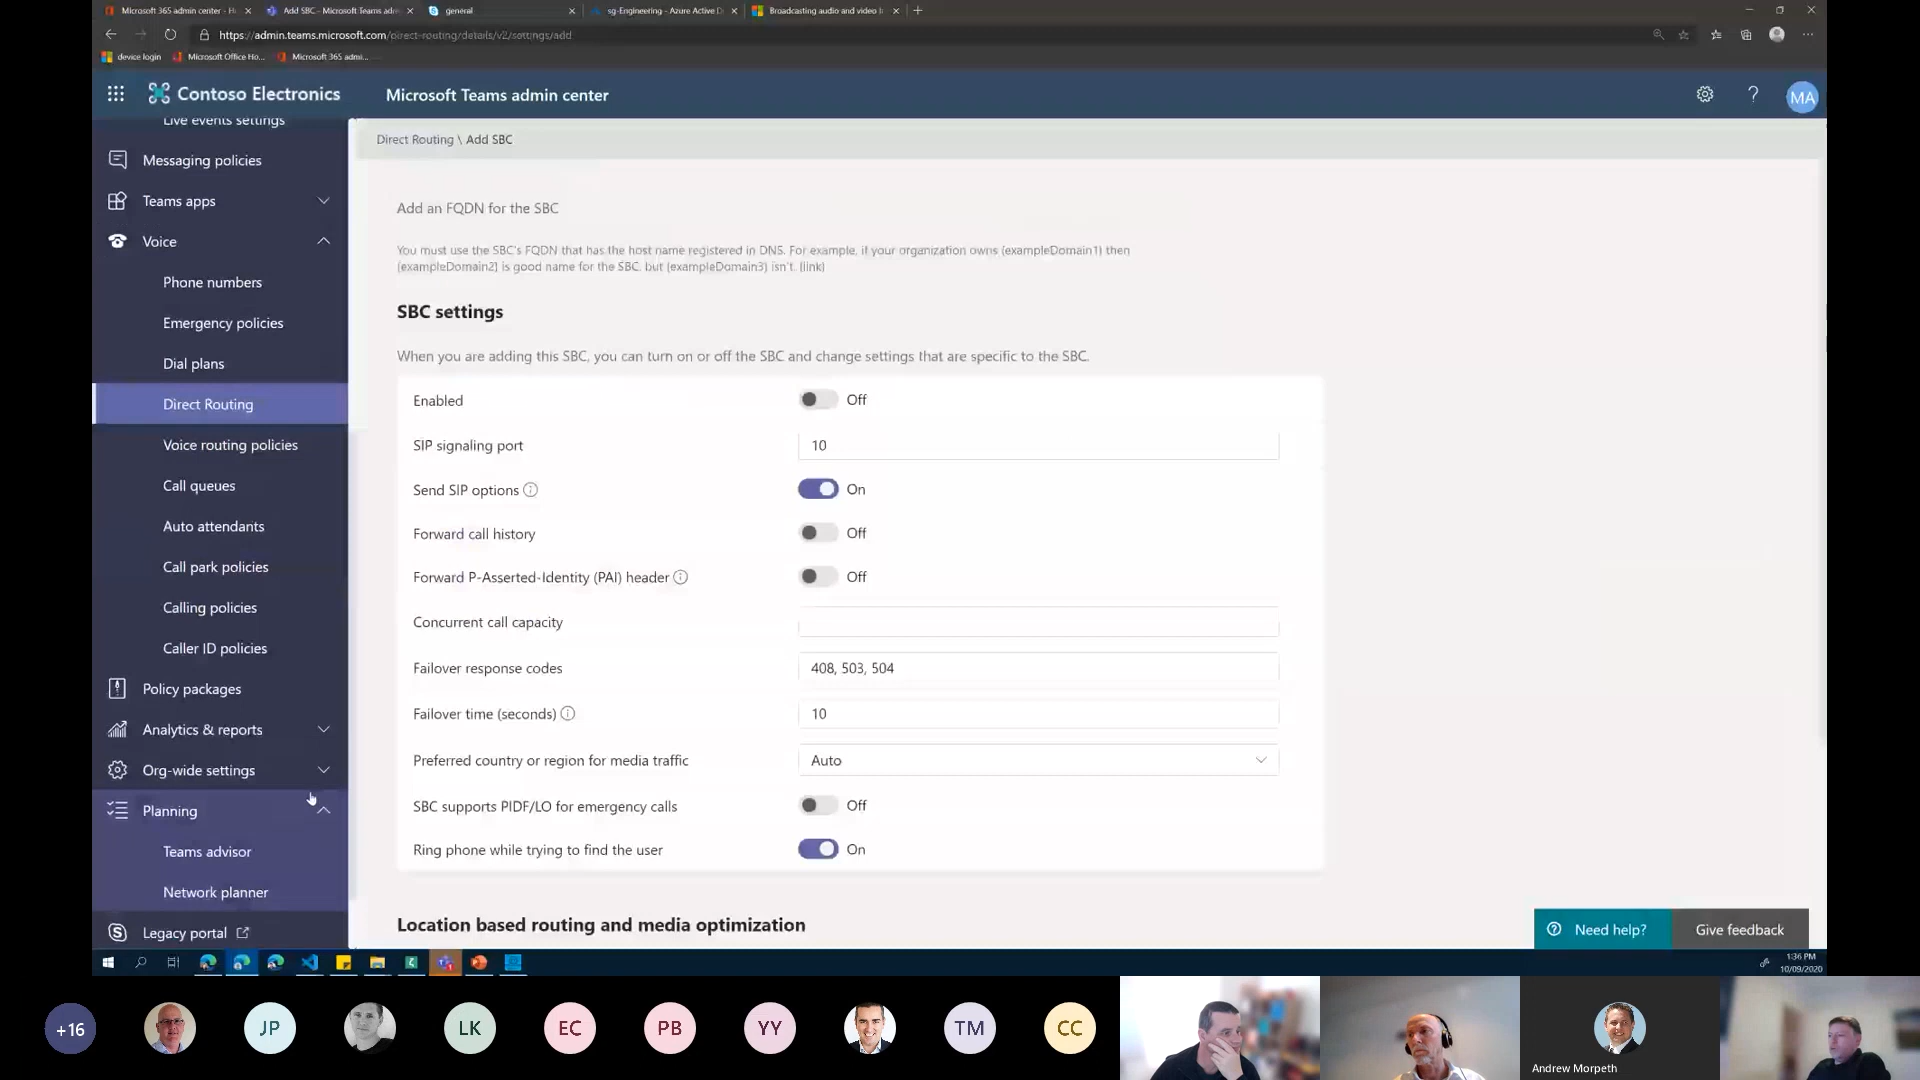 Microsoft 365 admin center - H
Add SBC - Microsoft Teams adm
general
sg-Engineering - Azure Active D
Broadcasting audio and video
https://admin.teams.microsoft.com/direct-routing/details/v2/settings/add
device login
Microsoft Office Ho...
Microsoft 365 admi...
Contoso Electronics
Microsoft Teams admin center
MA
Live events settings
Messaging policies
Teams apps
Voice
Phone numbers
Emergency policies
Dial plans
Direct Routing
Voice routing policies
Call queues
Auto attendants
Call park policies
Calling policies
Caller ID policies
Policy packages
Analytics & reports
Org-wide settings
Planning
Teams advisor
Network planner
Legacy portal
Direct Routing \ Add SBC
Add an FQDN for the SBC
You must use the SBC's FQDN that has the host name registered in DNS. For example, if your organization owns {exampleDomain1} then
{exampleDomain2} is good name for the SBC, but {exampleDomain3} isn't. {link}
SBC settings
When you are adding this SBC, you can turn on or off the SBC and change settings that are specific to the SBC.
Enabled Off
SIP signaling port 10
Send SIP options On
Forward call history Off
Forward P-Asserted-Identity (PAI) header Off
Concurrent call capacity
Failover response codes 408, 503, 504
Failover time (seconds) 10
Preferred country or region for media traffic Auto
SBC supports PIDF/LO for emergency calls Off
Ring phone while trying to find the user On
Location based routing and media optimization
Need help?
Give feedback
1:36 PM
10/09/2020
+16
JP
LK
EC
PB
YY
TM
CC
Andrew Morpeth